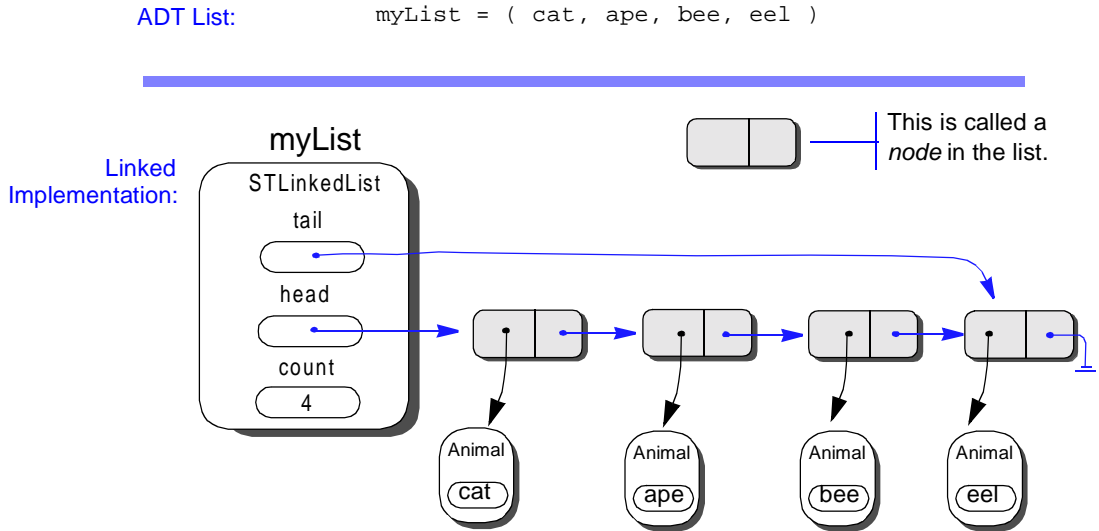 ADT List:
myList = ( cat, ape, bee, eel )
This is called a
node in the list.
Linked
Implementation:
myList
STLinkedList
tail
head
count
4
Animal
cat
Animal
ape
Animal
bee
Animal
eel